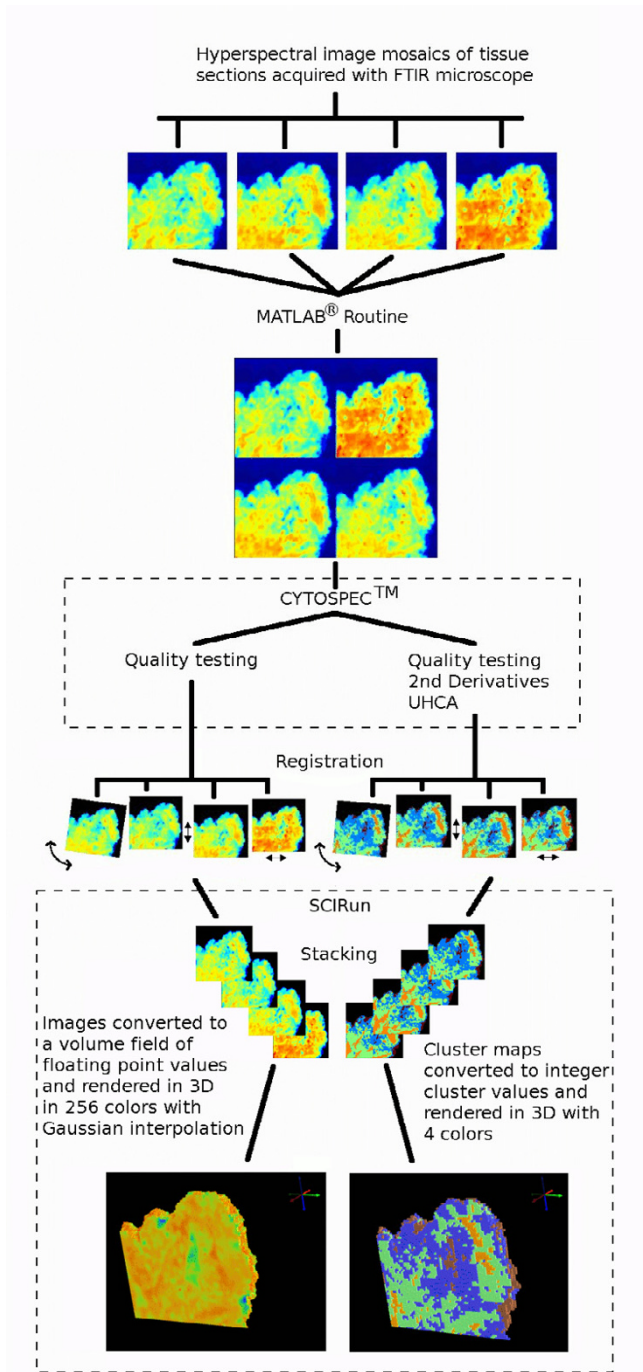 Hyperspectral image mosaics of tissue
sections acquired with FTIR microscope
MATLAB® Routine
CYTOSPEC™
Quality testing
Quality testing
2nd Derivatives
UHCA
Registration
SCIRun
Stacking
Images converted to
a volume field of
floating point values
and rendered in 3D
in 256 colors with
Gaussian interpolation
Cluster maps
converted to integer
cluster values and
rendered in 3D with
4 colors